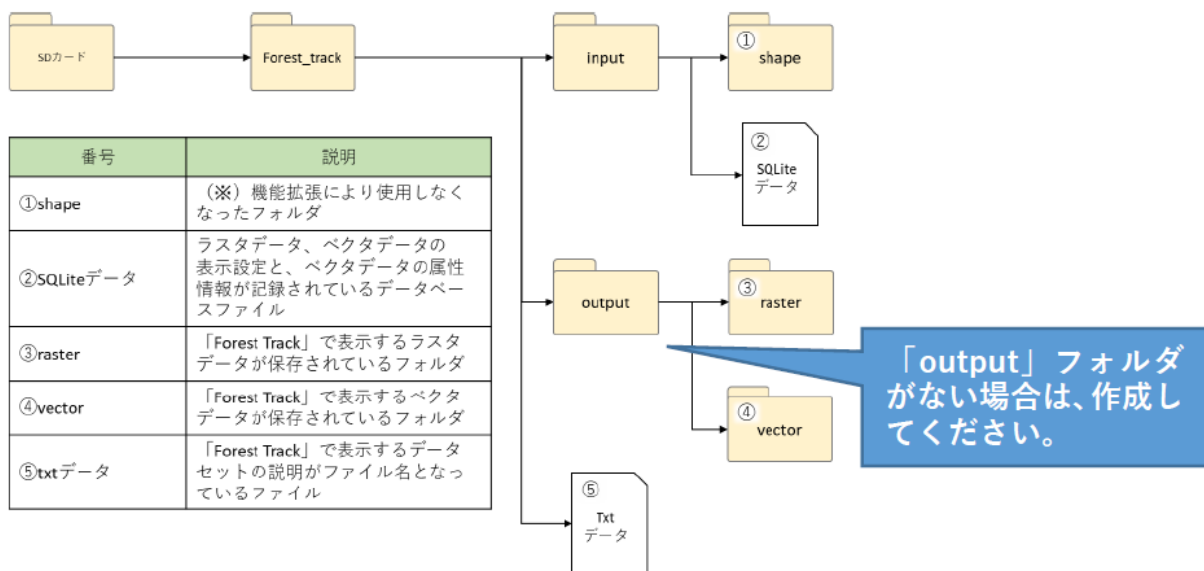 SDカード
Forest_track
input
①
shape
②
SQLite
データ
番号
説明
①shape
（※）機能拡張により使用しなく
なったフォルダ
②SQLiteデータ
ラスタデータ、ベクタデータの
表示設定と、ベクタデータの属性
情報が記録されているデータベー
スファイル
③raster
「Forest Track」で表示するラスタ
データが保存されているフォルダ
④vector
「Forest Track」で表示するベクタ
データが保存されているフォルダ
⑤txtデータ
「Forest Track」で表示するデータ
セットの説明がファイル名となっ
ているファイル
output
③
raster
「output」フォルダ
がない場合は、作成し
てください。
④
vector
⑤
Txt
データ